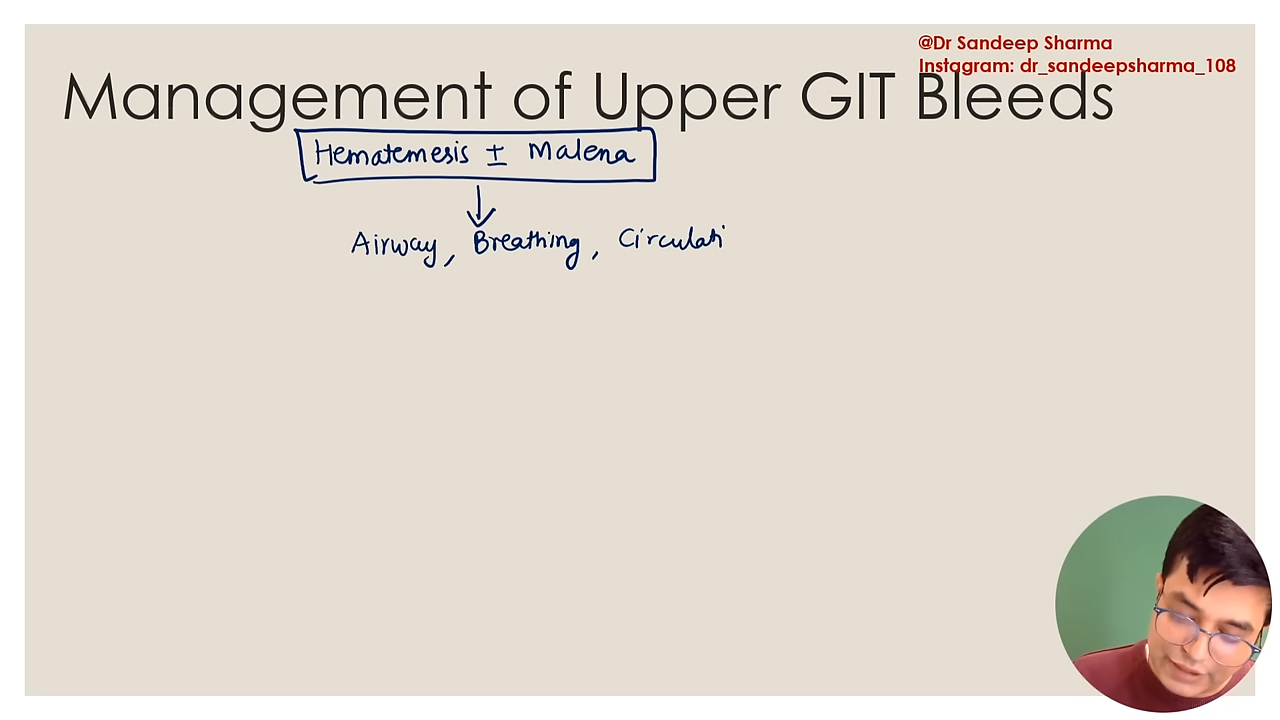 @Dr Sandeep Sharma
Instagram: dr_sandeepsharma_108
Management of Upper GIT Bleeds
Hematemesis ± Malena
Airway, Breathing, Circulati